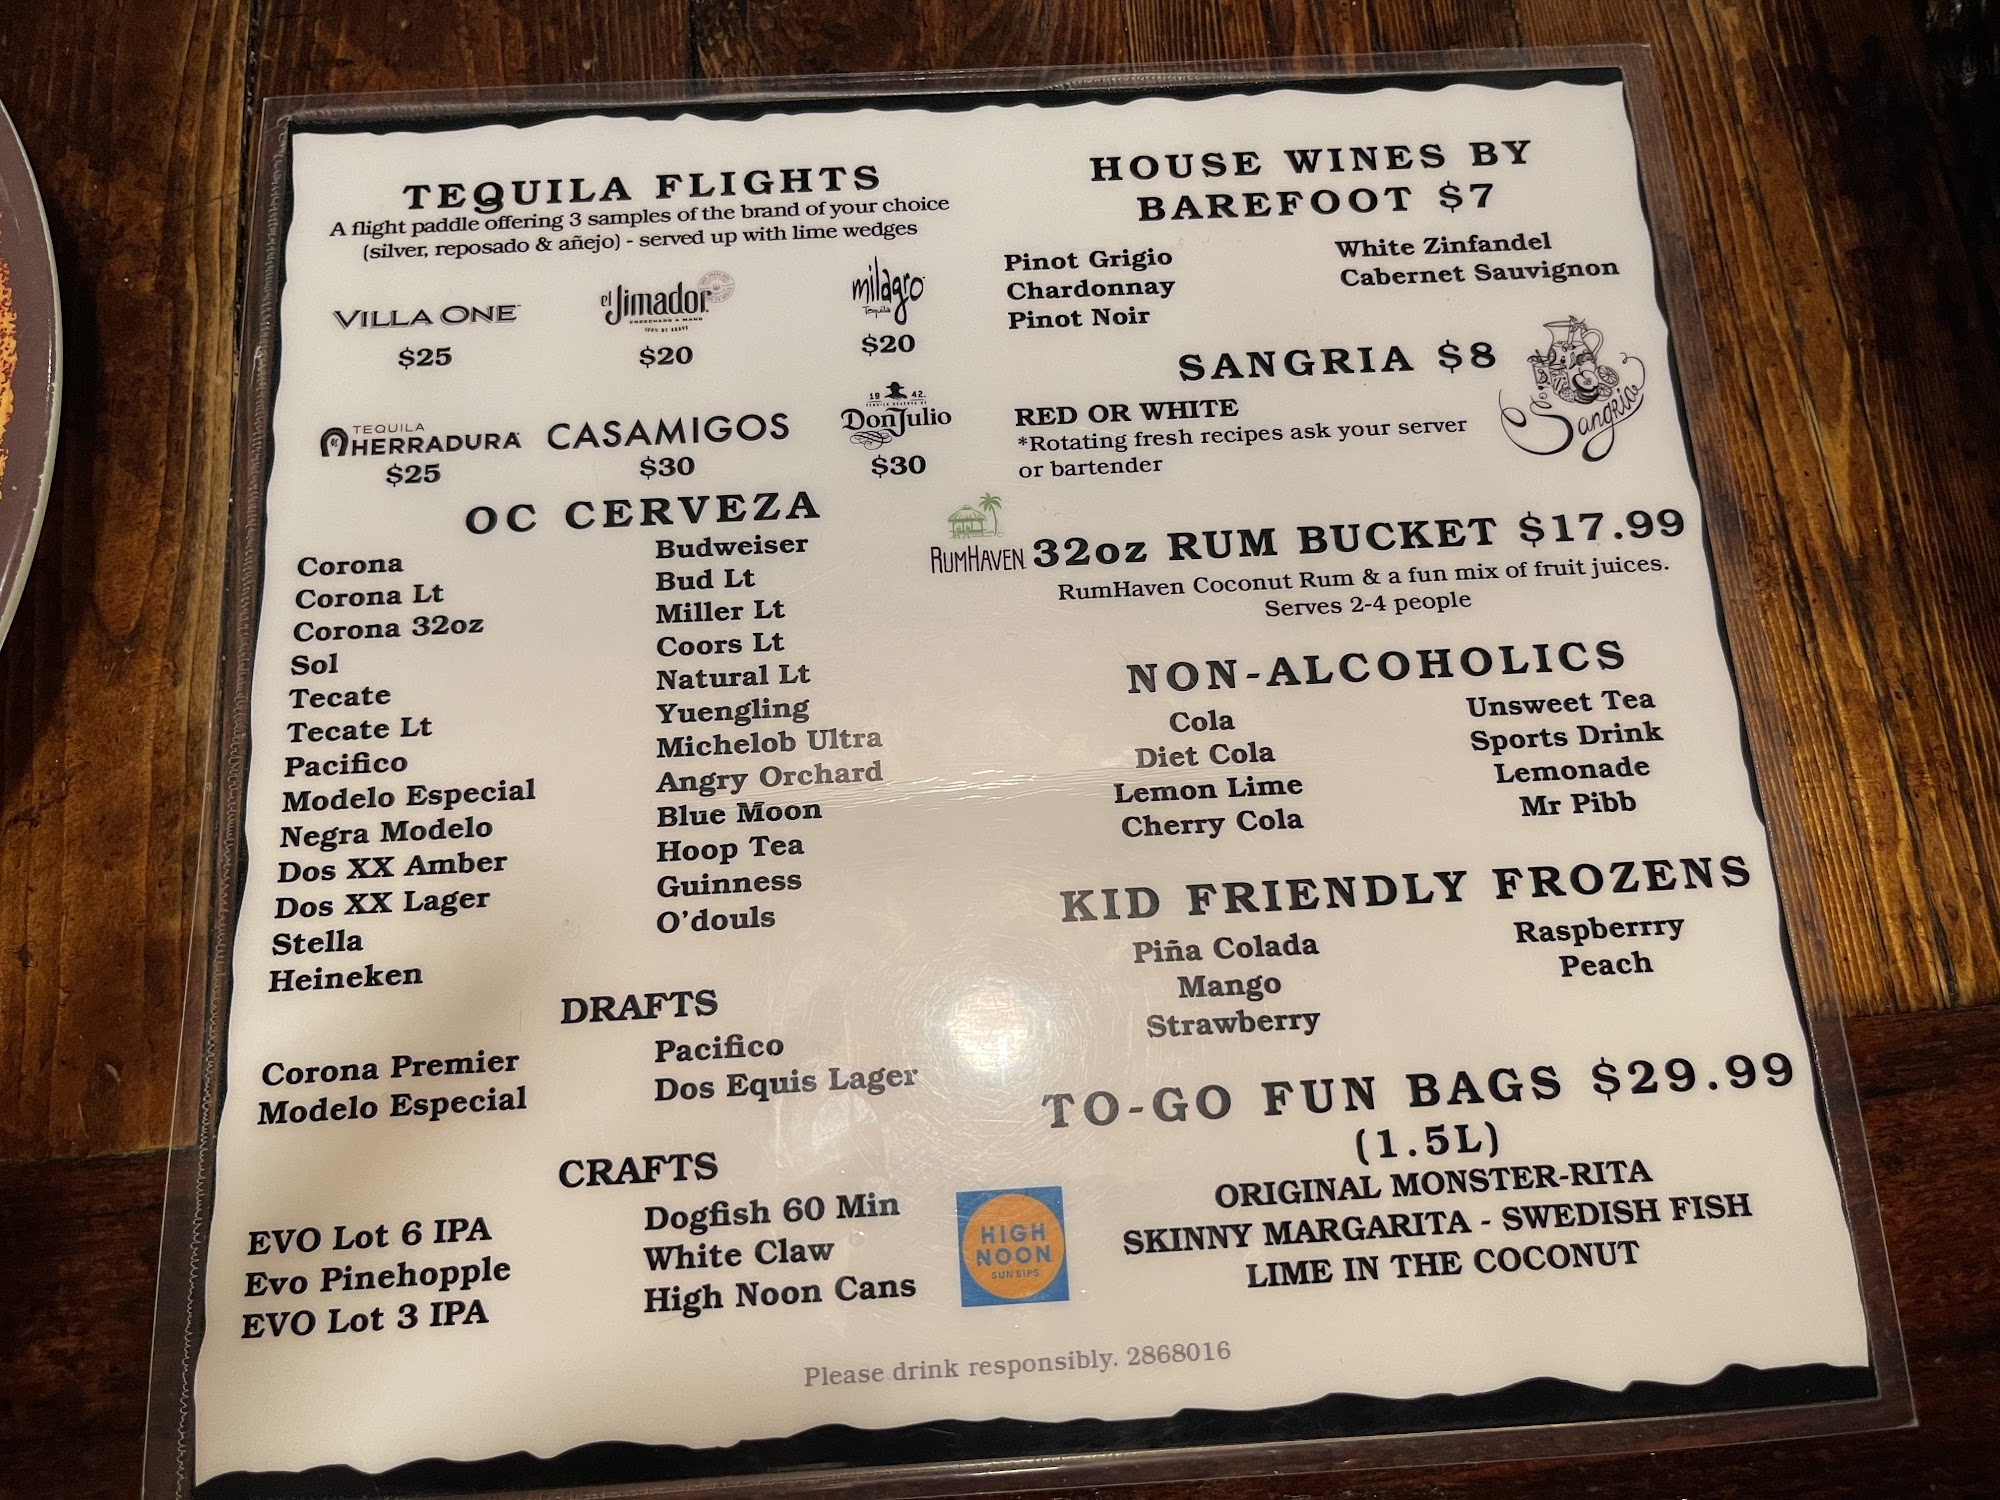 TEQUILA FLIGHTS
A flight paddle offering 3 samples of the brand of your choice
(silver, reposado & añejo) - served up with lime wedges
VILLA ONE
$25
el Jimador
$20
milagro
Tequila
$20
TEQUILA
HERRADURA
$25
CASAMIGOS
$30
19 42.
Don Julio
$30
OC CERVEZA
Corona
Corona Lt
Corona 32oz
Sol
Tecate
Tecate Lt
Pacifico
Modelo Especial
Negra Modelo
Dos XX Amber
Dos XX Lager
Stella
Heineken
Budweiser
Bud Lt
Miller Lt
Coors Lt
Natural Lt
Yuengling
Michelob Ultra
Angry Orchard
Blue Moon
Hoop Tea
Guinness
O'douls
DRAFTS
Corona Premier
Modelo Especial
Pacifico
Dos Equis Lager
CRAFTS
EVO Lot 6 IPA
Evo Pinehopple
EVO Lot 3 IPA
Dogfish 60 Min
White Claw
High Noon Cans
HIGH
NOON
SUN SIPS
HOUSE WINES BY
BAREFOOT $7
Pinot Grigio
Chardonnay
Pinot Noir
White Zinfandel
Cabernet Sauvignon
SANGRIA $8
Sangria
RED OR WHITE
*Rotating fresh recipes ask your server
or bartender
RUMHAVEN
32oz RUM BUCKET $17.99
RumHaven Coconut Rum & a fun mix of fruit juices.
Serves 2-4 people
NON-ALCOHOLICS
Cola
Diet Cola
Lemon Lime
Cherry Cola
Unsweet Tea
Sports Drink
Lemonade
Mr Pibb
KID FRIENDLY FROZENS
Piña Colada
Mango
Strawberry
Raspberrry
Peach
TO-GO FUN BAGS $29.99
(1.5L)
ORIGINAL MONSTER-RITA
SKINNY MARGARITA - SWEDISH FISH
LIME IN THE COCONUT
Please drink responsibly. 2868016